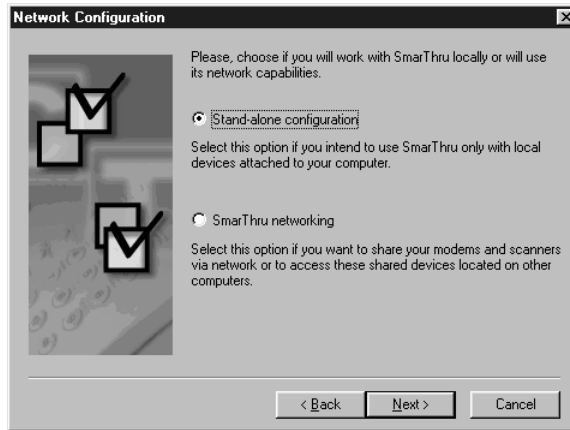 Network Configuration
Please, choose if you will work with SmarThru locally or will use
its network capabilities.
Stand-alone configuration
Select this option if you intend to use SmarThru only with local
devices attached to your computer.
SmarThru networking
Select this option if you want to share your modems and scanners
via network or to access these shared devices located on other
computers.
< Back
Next >
Cancel